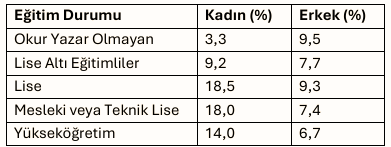 Eğitim Durumu Kadın (%) Erkek (%)
Okur Yazar Olmayan 3,3 9,5
Lise Altı Eğitimliler 9,2 7,7
Lise 18,5 9,3
Mesleki veya Teknik Lise 18,0 7,4
Yükseköğretim 14,0 6,7